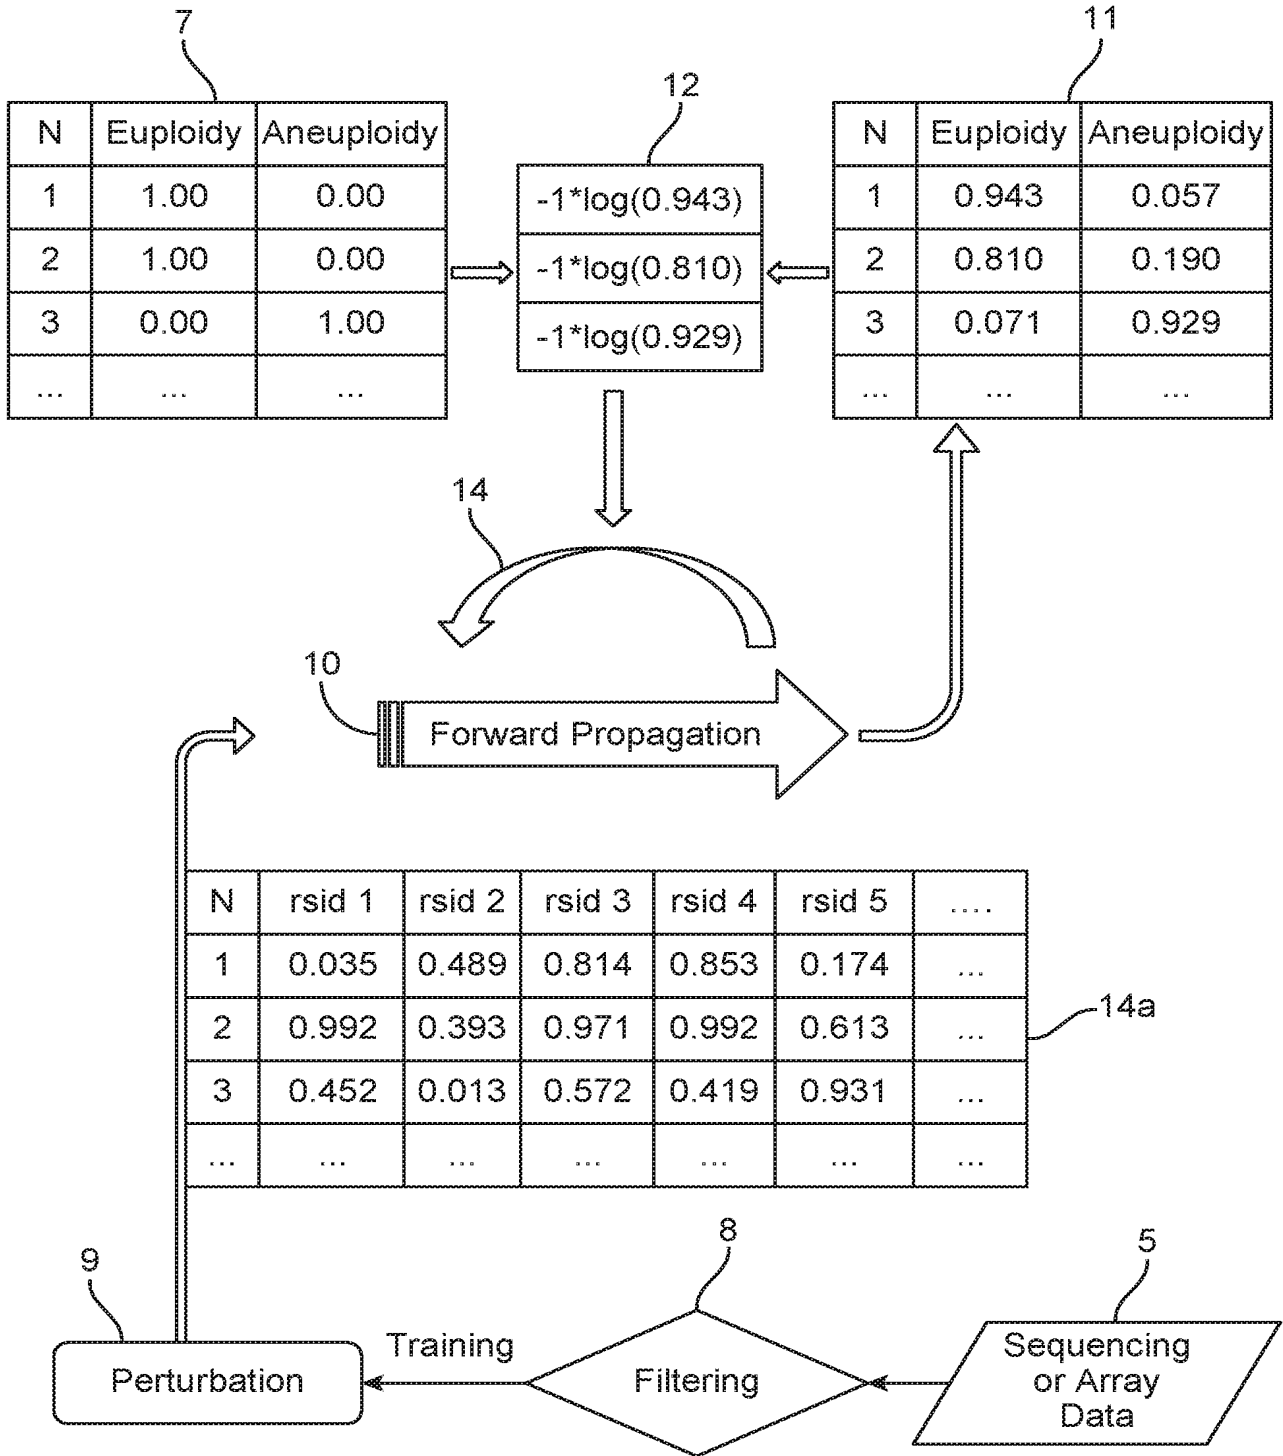 7
11
12
N Euploidy Aneuploidy
1 1.00 0.00
2 1.00 0.00
3 0.00 1.00
... ... ...
-1*log(0.943)
-1*log(0.810)
-1*log(0.929)
N Euploidy Aneuploidy
1 0.943 0.057
2 0.810 0.190
3 0.071 0.929
... ... ...
14
10
Forward Propagation
N rsid 1 rsid 2 rsid 3 rsid 4 rsid 5 ....
1 0.035 0.489 0.814 0.853 0.174 ...
2 0.992 0.393 0.971 0.992 0.613 ...
3 0.452 0.013 0.572 0.419 0.931 ...
... ... ... ... ... ... ...
14a
9
8
5
Perturbation
Training
Filtering
Sequencing
or Array
Data